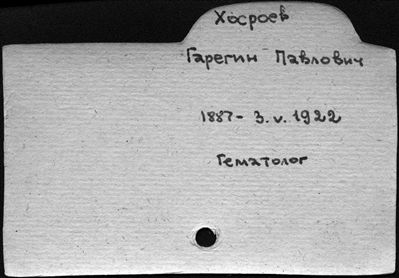 Хосроев
Гарегин Павлович
1887 - 3.v.1922
Гематолог